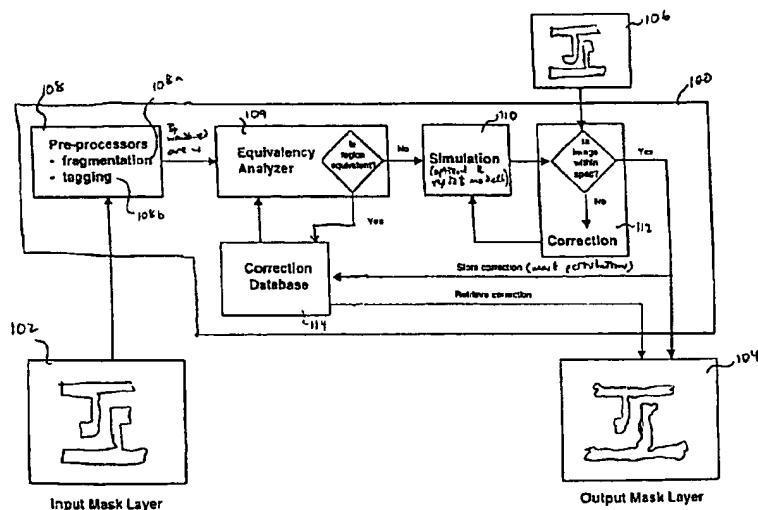 106
100
108
108a
Pre-processors
- fragmentation
- tagging
108b
109
Equivalency
Analyzer
Is
region
equivalent?
No
Yes
110
Simulation
Is
image
within
spec?
Yes
No
Correction
112
Correction
Database
114
Store correction
Retrieve correction
102
Input Mask Layer
104
Output Mask Layer